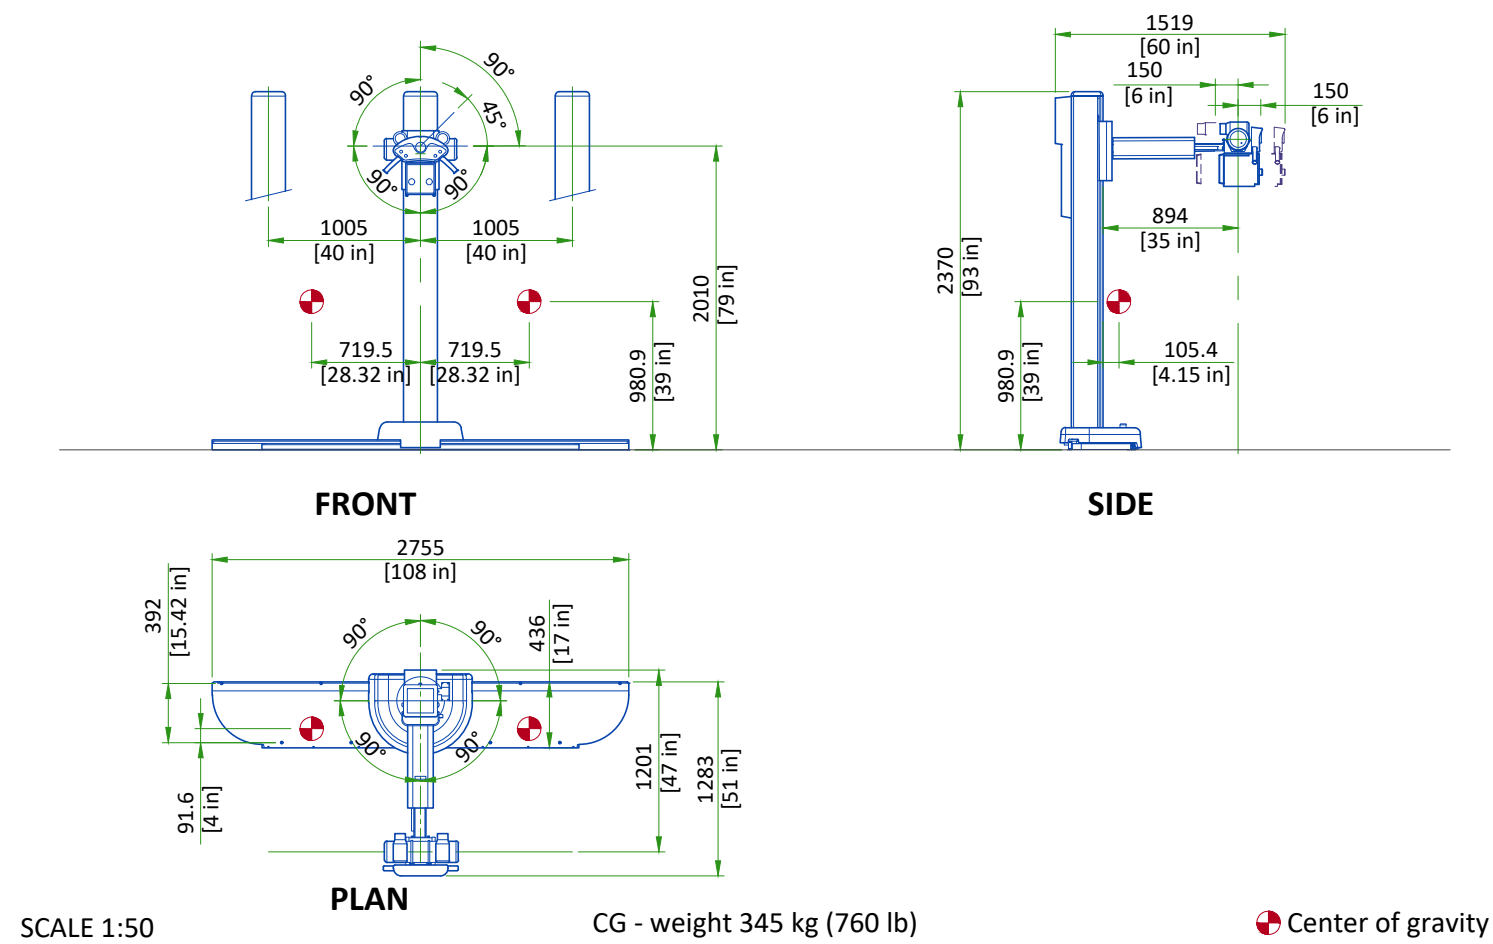 90°
90°
45°
90°
90°
1005
[40 in]
1005
[40 in]
2010
[79 in]
719.5
[28.32 in]
719.5
[28.32 in]
980.9
[39 in]
FRONT
1519
[60 in]
150
[6 in]
150
[6 in]
894
[35 in]
2370
[93 in]
980.9
[39 in]
105.4
[4.15 in]
SIDE
2755
[108 in]
392
[15.42 in]
90°
90°
436
[17 in]
90°
90°
91.6
[4 in]
1201
[47 in]
1283
[51 in]
PLAN
SCALE 1:50
CG - weight 345 kg (760 lb)
Center of gravity